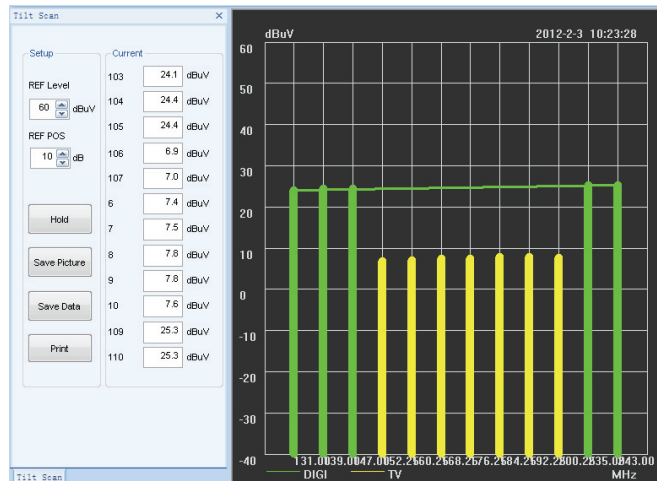 Tilt Scan
Setup
REF Level
60 dBuV
REF POS
10 dB
Hold
Save Picture
Save Data
Print
Current
103 24.1 dBuV
104 24.4 dBuV
105 24.4 dBuV
106 6.9 dBuV
107 7.0 dBuV
6 7.4 dBuV
7 7.5 dBuV
8 7.8 dBuV
9 7.8 dBuV
10 7.6 dBuV
109 25.3 dBuV
110 25.3 dBuV
Tilt Scan
dBuV 2012-2-3 10:23:28
60
50
40
30
20
10
0
-10
-20
-30
-40
DIGI TV MHz